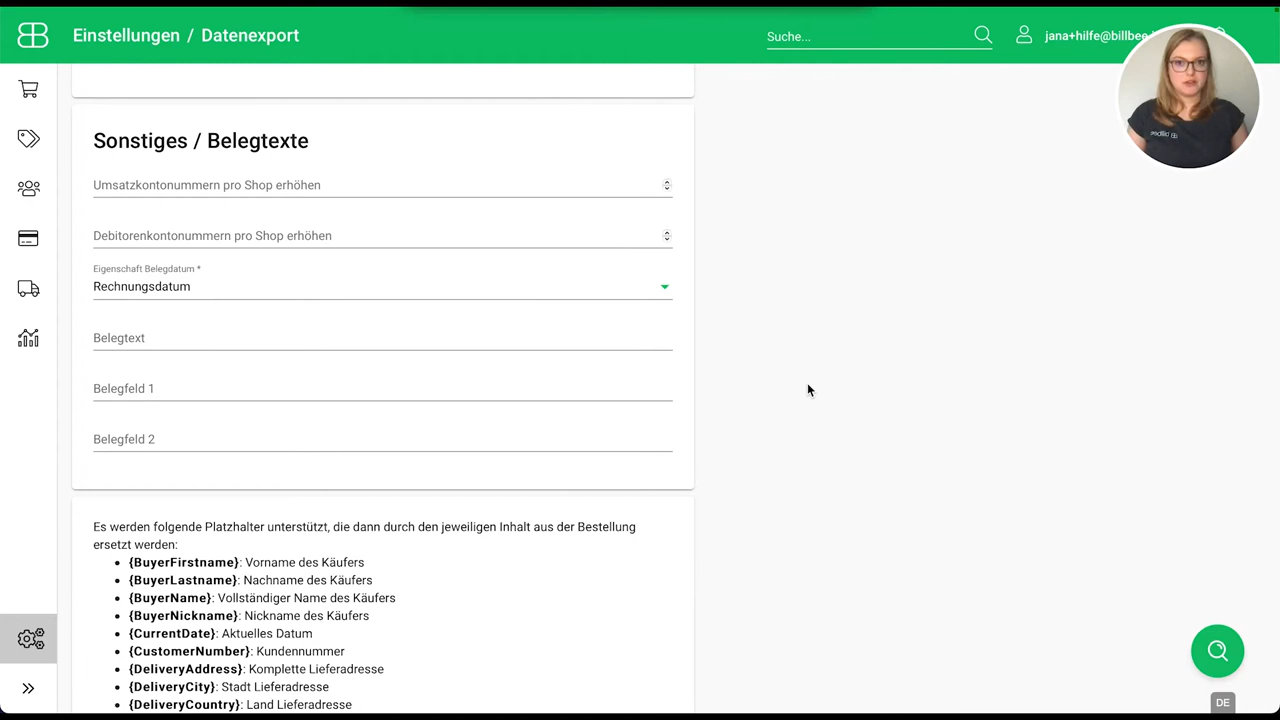 Einstellungen / Datenexport
Suche...
jana+hilfe@billbee.
Sonstiges / Belegtexte
Umsatzkontonummern pro Shop erhöhen
Debitorenkontonummern pro Shop erhöhen
Eigenschaft Belegdatum *
Rechnungsdatum
Belegtext
Belegfeld 1
Belegfeld 2
Es werden folgende Platzhalter unterstützt, die dann durch den jeweiligen Inhalt aus der Bestellung
ersetzt werden:
• {BuyerFirstname}: Vorname des Käufers
• {BuyerLastname}: Nachname des Käufers
• {BuyerName}: Vollständiger Name des Käufers
• {BuyerNickname}: Nickname des Käufers
• {CurrentDate}: Aktuelles Datum
• {CustomerNumber}: Kundennummer
• {DeliveryAddress}: Komplette Lieferadresse
• {DeliveryCity}: Stadt Lieferadresse
• {DeliveryCountry}: Land Lieferadresse
DE